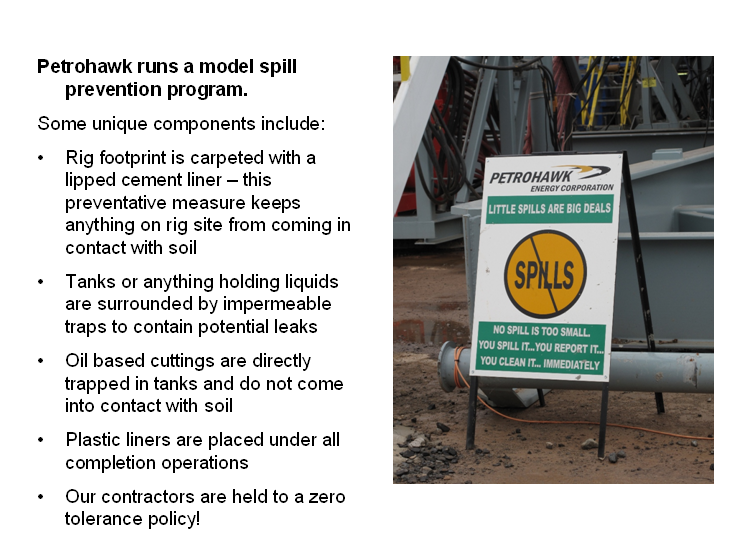 Petrohawk runs a model spill
prevention program.
Some unique components include:
• Rig footprint is carpeted with a
lipped cement liner – this
preventative measure keeps
anything on rig site from coming in
contact with soil
• Tanks or anything holding liquids
are surrounded by impermeable
traps to contain potential leaks
• Oil based cuttings are directly
trapped in tanks and do not come
into contact with soil
• Plastic liners are placed under all
completion operations
• Our contractors are held to a zero
tolerance policy!
PETROHAWK
ENERGY CORPORATION
LITTLE SPILLS ARE BIG DEALS
SPILLS
NO SPILL IS TOO SMALL.
YOU SPILL IT...YOU REPORT IT...
YOU CLEAN IT... IMMEDIATELY